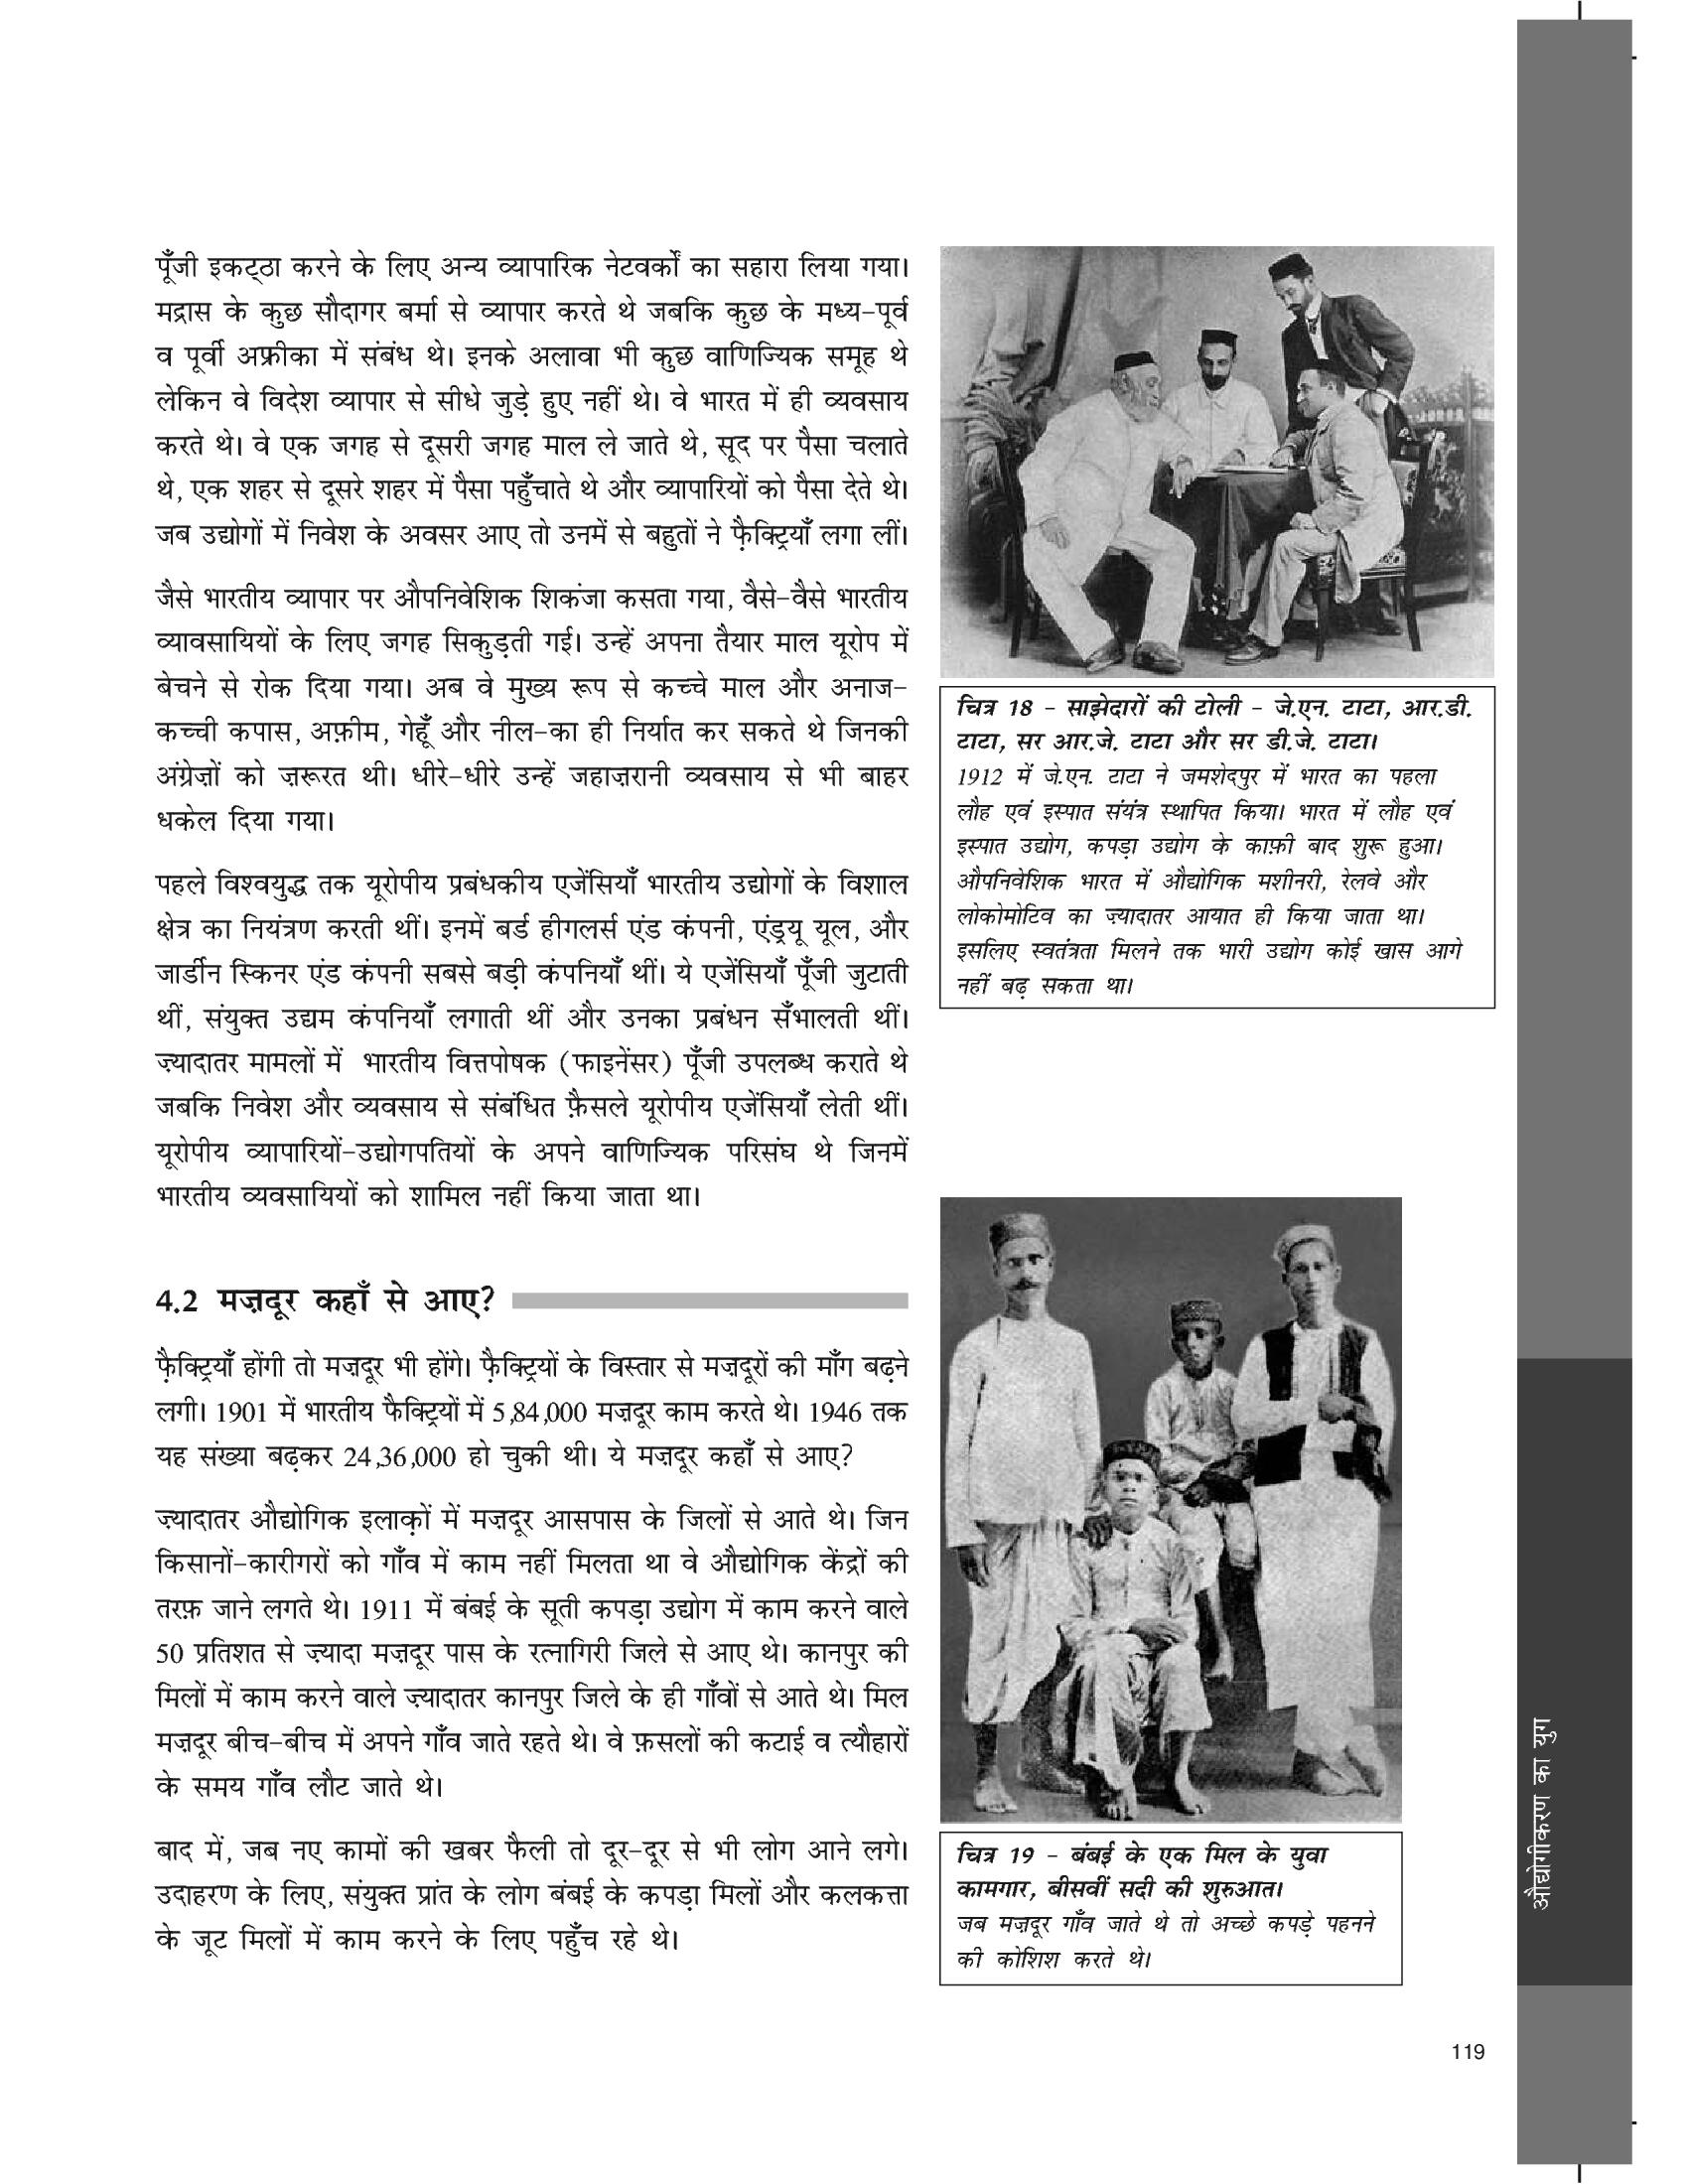 पूँजी इकट्ठा करने के लिए अन्य व्यापारिक नेटवर्कों का सहारा लिया गया।
मद्रास के कुछ सौदागर बर्मा से व्यापार करते थे जबकि कुछ के मध्य-पूर्व
व पूर्वी अफ्रीका में संबंध थे। इनके अलावा भी कुछ वाणिज्यिक समूह थे
लेकिन वे विदेश व्यापार से सीधे जुड़े हुए नहीं थे। वे भारत में ही व्यवसाय
करते थे। वे एक जगह से दूसरी जगह माल ले जाते थे, सूद पर पैसा चलाते
थे, एक शहर से दूसरे शहर में पैसा पहुँचाते थे और व्यापारियों को पैसा देते थे।
जब उद्योगों में निवेश के अवसर आए तो उनमें से बहुतों ने फ़ैक्ट्रियाँ लगा लीं।
जैसे भारतीय व्यापार पर औपनिवेशिक शिकंजा कसता गया, वैसे-वैसे भारतीय
व्यावसायियों के लिए जगह सिकुड़ती गई। उन्हें अपना तैयार माल यूरोप में
बेचने से रोक दिया गया। अब वे मुख्य रूप से कच्चे माल और अनाज-
कच्ची कपास, अफ़ीम, गेहूँ और नील-का ही निर्यात कर सकते थे जिनकी
अंग्रेज़ों को ज़रूरत थी। धीरे-धीरे उन्हें जहाज़रानी व्यवसाय से भी बाहर
धकेल दिया गया।
पहले विश्वयुद्ध तक यूरोपीय प्रबंधकीय एजेंसियाँ भारतीय उद्योगों के विशाल
क्षेत्र का नियंत्रण करती थीं। इनमें बर्ड हीगलर्स एंड कंपनी, एंड्रयू यूल, और
जार्डीन स्किनर एंड कंपनी सबसे बड़ी कंपनियाँ थीं। ये एजेंसियाँ पूँजी जुटाती
थीं, संयुक्त उद्यम कंपनियाँ लगाती थीं और उनका प्रबंधन सँभालती थीं।
ज़्यादातर मामलों में भारतीय वित्तपोषक (फाइनेंसर) पूँजी उपलब्ध कराते थे
जबकि निवेश और व्यवसाय से संबंधित फ़ैसले यूरोपीय एजेंसियाँ लेती थीं।
यूरोपीय व्यापारियों-उद्योगपतियों के अपने वाणिज्यिक परिसंघ थे जिनमें
भारतीय व्यवसायियों को शामिल नहीं किया जाता था।
4.2 मज़दूर कहाँ से आए?
फ़ैक्ट्रियाँ होंगी तो मज़दूर भी होंगे। फ़ैक्ट्रियों के विस्तार से मज़दूरों की माँग बढ़ने
लगी। 1901 में भारतीय फैक्ट्रियों में 5,84,000 मज़दूर काम करते थे। 1946 तक
यह संख्या बढ़कर 24,36,000 हो चुकी थी। ये मज़दूर कहाँ से आए?
ज़्यादातर औद्योगिक इलाक़ों में मज़दूर आसपास के जिलों से आते थे। जिन
किसानों-कारीगरों को गाँव में काम नहीं मिलता था वे औद्योगिक केंद्रों की
तरफ़ जाने लगते थे। 1911 में बंबई के सूती कपड़ा उद्योग में काम करने वाले
50 प्रतिशत से ज़्यादा मज़दूर पास के रत्नागिरी जिले से आए थे। कानपुर की
मिलों में काम करने वाले ज़्यादातर कानपुर जिले के ही गाँवों से आते थे। मिल
मज़दूर बीच-बीच में अपने गाँव जाते रहते थे। वे फ़सलों की कटाई व त्यौहारों
के समय गाँव लौट जाते थे।
बाद में, जब नए कामों की खबर फैली तो दूर-दूर से भी लोग आने लगे।
उदाहरण के लिए, संयुक्त प्रांत के लोग बंबई के कपड़ा मिलों और कलकत्ता
के जूट मिलों में काम करने के लिए पहुँच रहे थे।
चित्र 18 - साझेदारों की टोली - जे.एन. टाटा, आर.डी.
टाटा, सर आर.जे. टाटा और सर डी.जे. टाटा।
1912 में जे.एन. टाटा ने जमशेदपुर में भारत का पहला
लौह एवं इस्पात संयंत्र स्थापित किया। भारत में लौह एवं
इस्पात उद्योग, कपड़ा उद्योग के काफ़ी बाद शुरू हुआ।
औपनिवेशिक भारत में औद्योगिक मशीनरी, रेलवे और
लोकोमोटिव का ज़्यादातर आयात ही किया जाता था।
इसलिए स्वतंत्रता मिलने तक भारी उद्योग कोई खास आगे
नहीं बढ़ सकता था।
चित्र 19 - बंबई के एक मिल के युवा
कामगार, बीसवीं सदी की शुरुआत।
जब मज़दूर गाँव जाते थे तो अच्छे कपड़े पहनने
की कोशिश करते थे।
औद्योगीकरण का युग
119